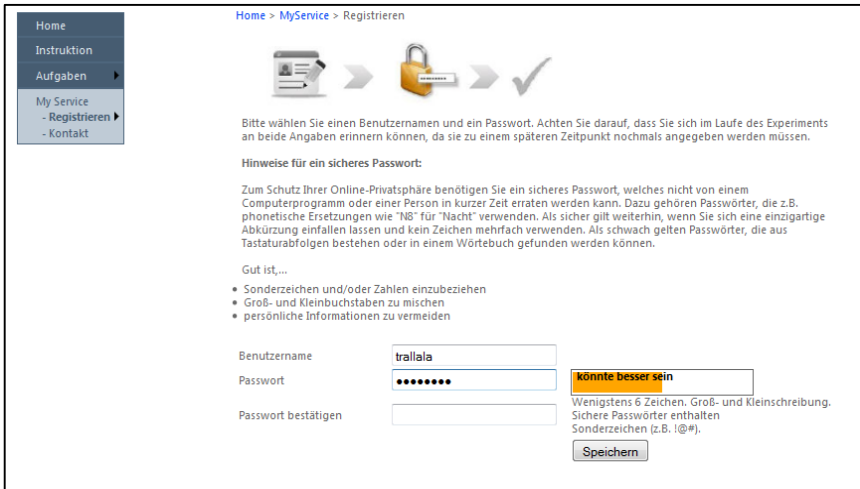 Home
Instruktion
Aufgaben
My Service
- Registrieren
- Kontakt
Home > MyService > Registrieren
Bitte wählen Sie einen Benutzernamen und ein Passwort. Achten Sie darauf, dass Sie sich im Laufe des Experiments
an beide Angaben erinnern können, da sie zu einem späteren Zeitpunkt nochmals angegeben werden müssen.
Hinweise für ein sicheres Passwort:
Zum Schutz Ihrer Online-Privatsphäre benötigen Sie ein sicheres Passwort, welches nicht von einem
Computerprogramm oder einer Person in kurzer Zeit erraten werden kann. Dazu gehören Passwörter, die z.B.
phonetische Ersetzungen wie "N8" für "Nacht" verwenden. Als sicher gilt weiterhin, wenn Sie sich eine einzigartige
Abkürzung einfallen lassen und kein Zeichen mehrfach verwenden. Als schwach gelten Passwörter, die aus
Tastaturabfolgen bestehen oder in einem Wörtebuch gefunden werden können.
Gut ist,...
• Sonderzeichen und/oder Zahlen einzubeziehen
• Groß- und Kleinbuchstaben zu mischen
• persönliche Informationen zu vermeiden
Benutzername trallala
Passwort •••••••• könnte besser sein
Wenigstens 6 Zeichen. Groß- und Kleinschreibung.
Passwort bestätigen Sichere Passwörter enthalten
Sonderzeichen (z.B. !@#).
Speichern